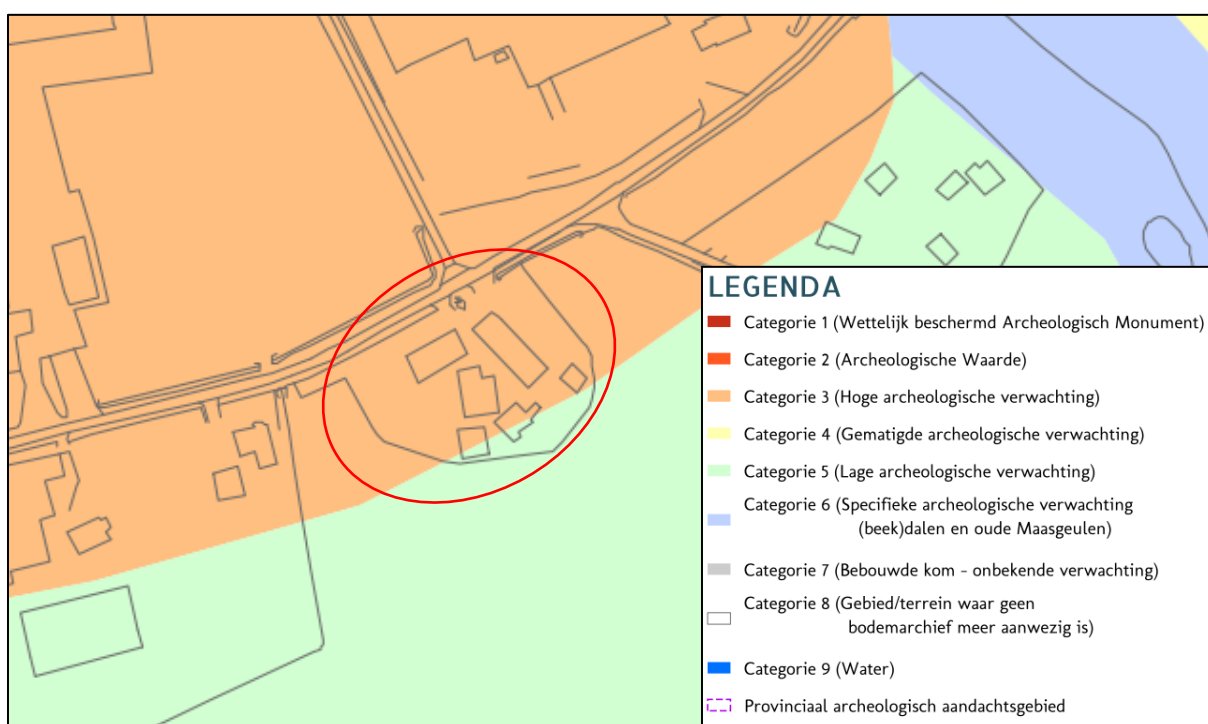 LEGENDA
Categorie 1 (Wettelijk beschermd Archeologisch Monument)
Categorie 2 (Archeologische Waarde)
Categorie 3 (Hoge archeologische verwachting)
Categorie 4 (Gematigde archeologische verwachting)
Categorie 5 (Lage archeologische verwachting)
Categorie 6 (Specifieke archeologische verwachting
(beek)dalen en oude Maasgeulen)
Categorie 7 (Bebouwde kom - onbekende verwachting)
Categorie 8 (Gebied/terrein waar geen
bodemarchief meer aanwezig is)
Categorie 9 (Water)
Provinciaal archeologisch aandachtsgebied